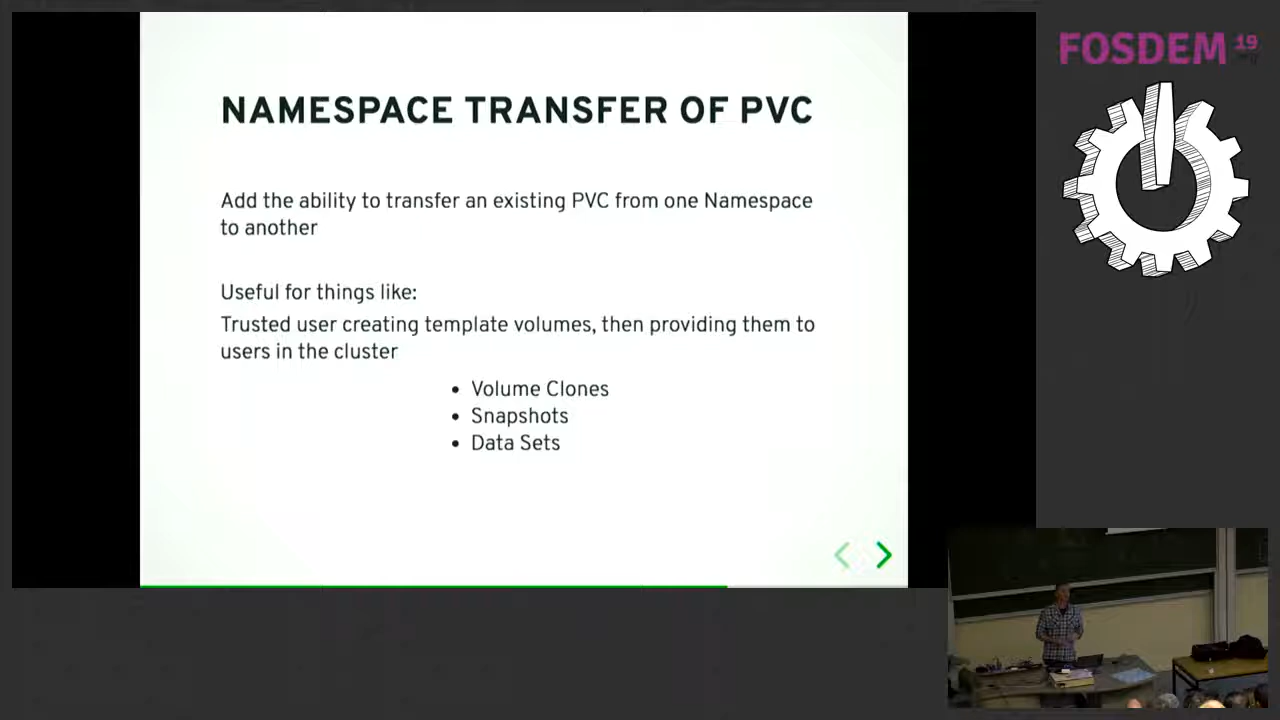 FOSDEM 19
NAMESPACE TRANSFER OF PVC
Add the ability to transfer an existing PVC from one Namespace
to another
Useful for things like:
Trusted user creating template volumes, then providing them to
users in the cluster
• Volume Clones
• Snapshots
• Data Sets